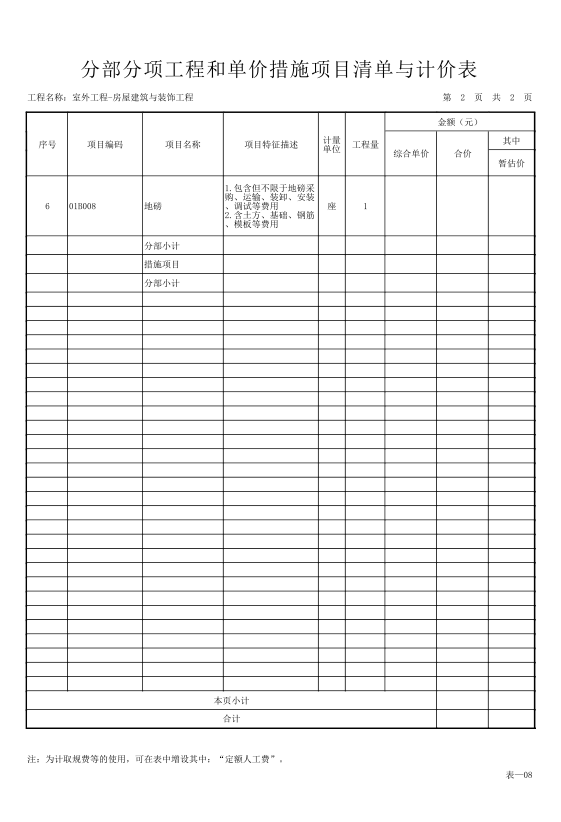 分部分项工程和单价措施项目清单与计价表
工程名称：室外工程-房屋建筑与装饰工程
第 2 页 共 2 页
序号 项目编码 项目名称 项目特征描述 计量单位 工程量 金额（元）
综合单价 合价 其中
暂估价
6 01B008 地磅 1.包含但不限于地磅采
购、运输、装卸、安装
、调试等费用
2.含土方、基础、钢筋
、模板等费用 座 1
分部小计
措施项目
分部小计
本页小计
合计
注：为计取规费等的使用，可在表中增设其中：“定额人工费”。
表—08